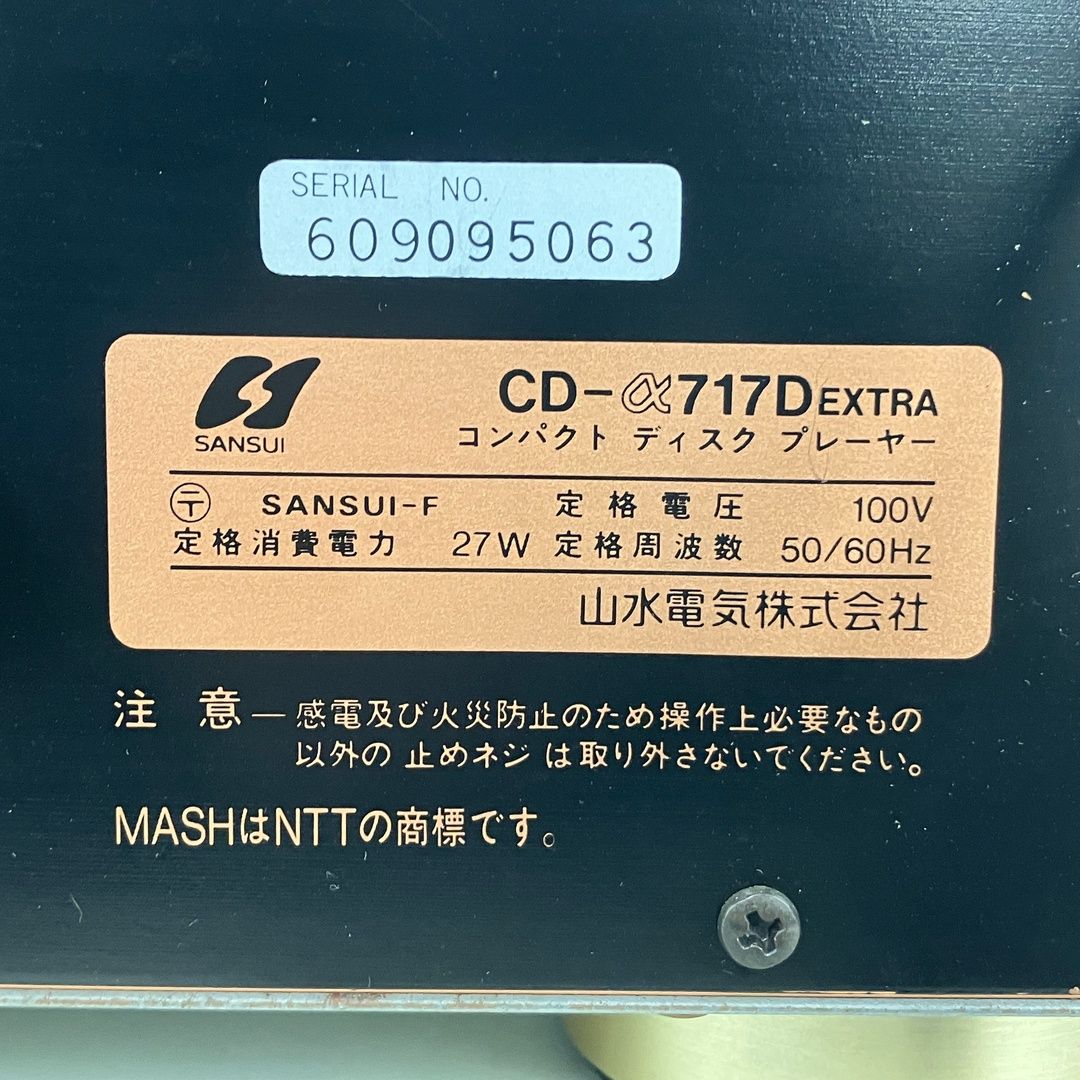 SERIAL NO.
609095063
SANSUI
CD-α717D EXTRA
コンパクト ディスク プレーヤー
〒 SANSUI-F 定格電圧 100V
定格消費電力 27W 定格周波数 50/60Hz
山水電気株式会社
注 意 — 感電及び火災防止のため操作上必要なもの
以外の 止めネジ は取り外さないでください。
MASHはNTTの商標です。